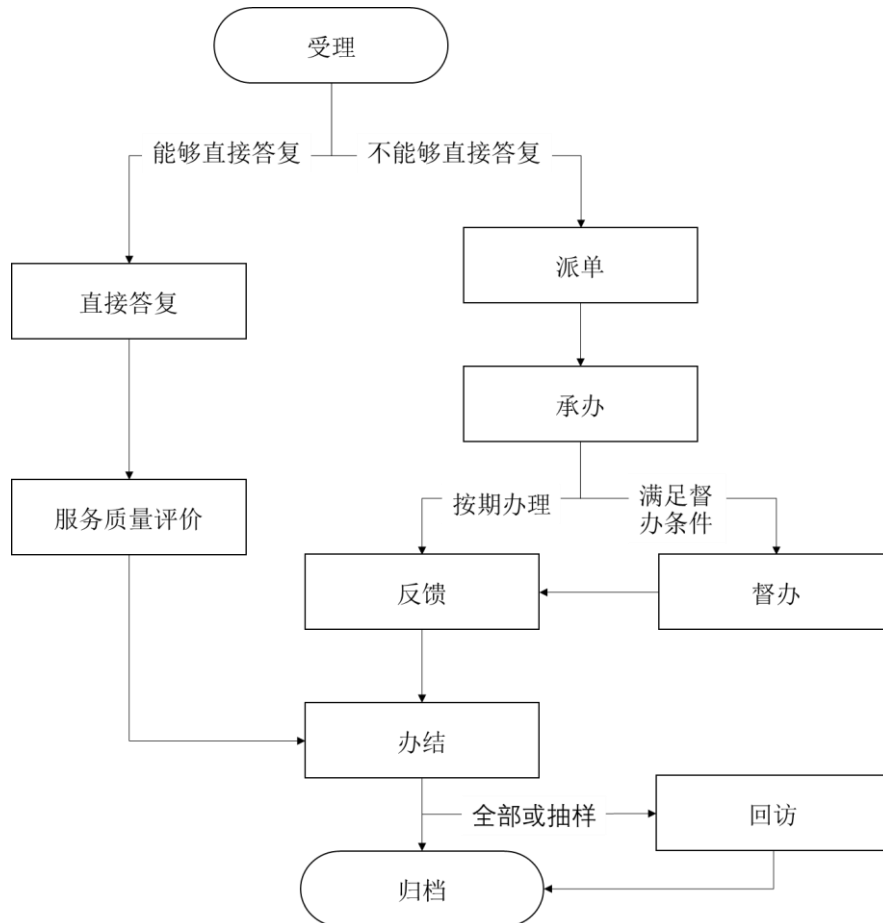 受理
能够直接答复
不能够直接答复
派单
直接答复
承办
按期办理
满足督
办条件
服务质量评价
反馈
督办
办结
全部或抽样
回访
归档